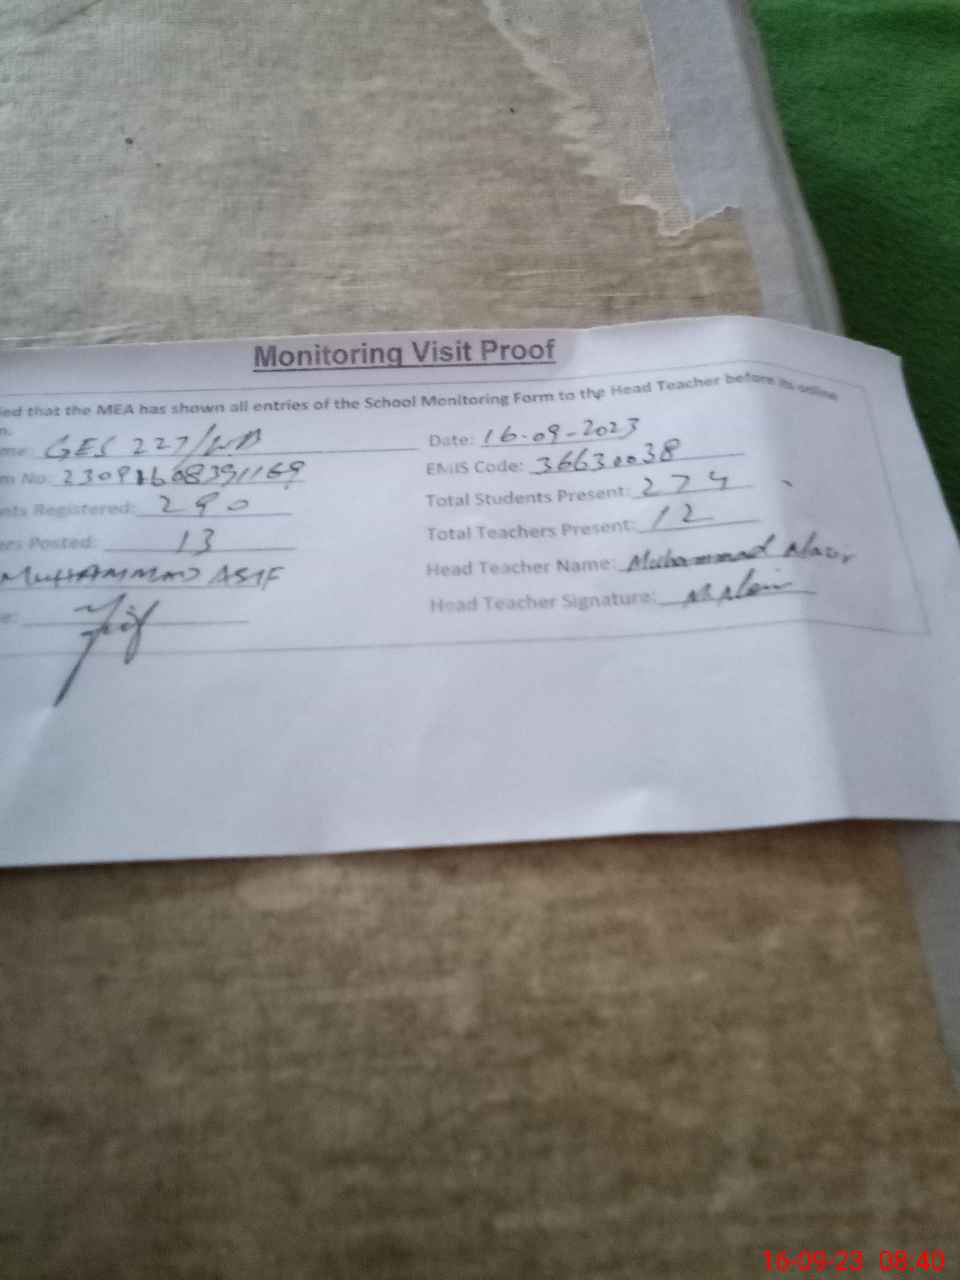 Monitoring Visit Proof
ied that the MEA has shown all entries of the School Monitoring Form to the Head Teacher before its online
n.
me GES 227/WB Date: 16-09-2023
m No. 23091608391169 EMIS Code: 36630038
nts Registered: 290 Total Students Present: 274
ers Posted: 13 Total Teachers Present: 12
MUHAMMAD ASIF Head Teacher Name: Muhammad
e: Head Teacher Signature:
16-09-23 08:40